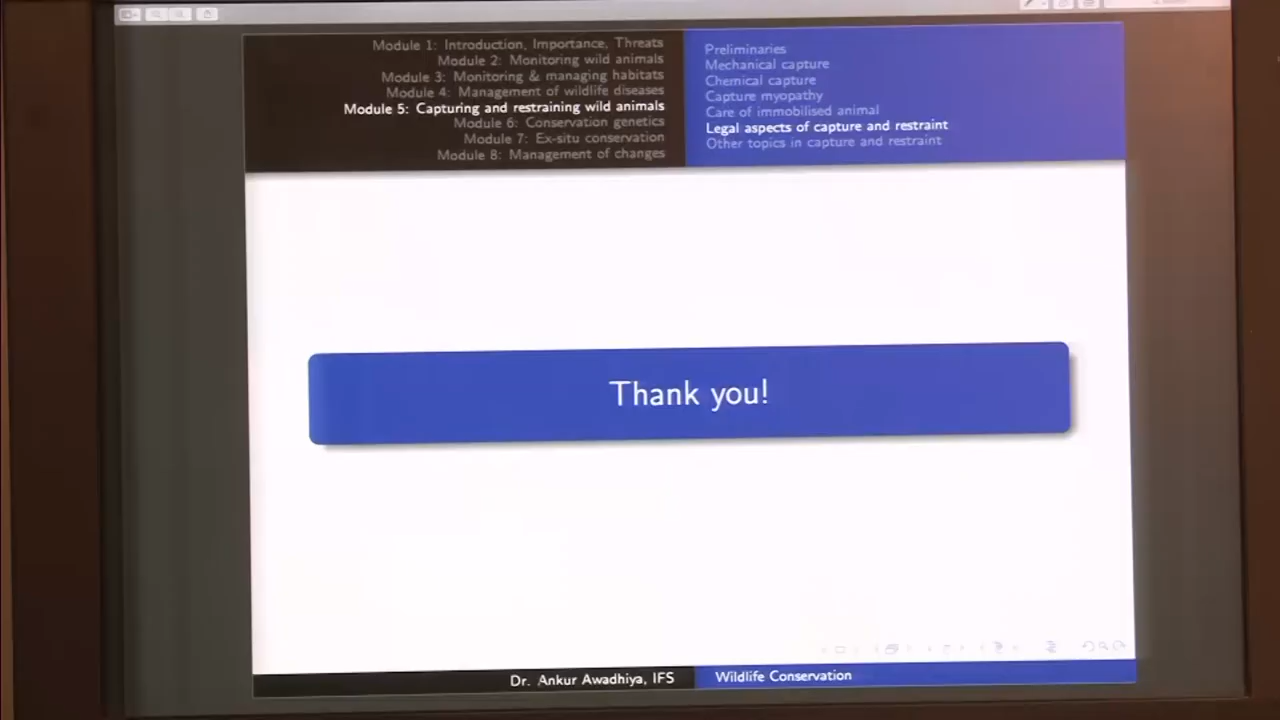 Module 1: Introduction, Importance, Threats
Module 2: Monitoring wild animals
Module 3: Monitoring & managing habitats
Module 4: Management of wildlife diseases
Module 5: Capturing and restraining wild animals
Module 6: Conservation genetics
Module 7: Ex-situ conservation
Module 8: Management of changes
Preliminaries
Mechanical capture
Chemical capture
Capture myopathy
Care of immobilised animal
Legal aspects of capture and restraint
Other topics in capture and restraint
Thank you!
Dr. Ankur Awadhiya, IFS
Wildlife Conservation